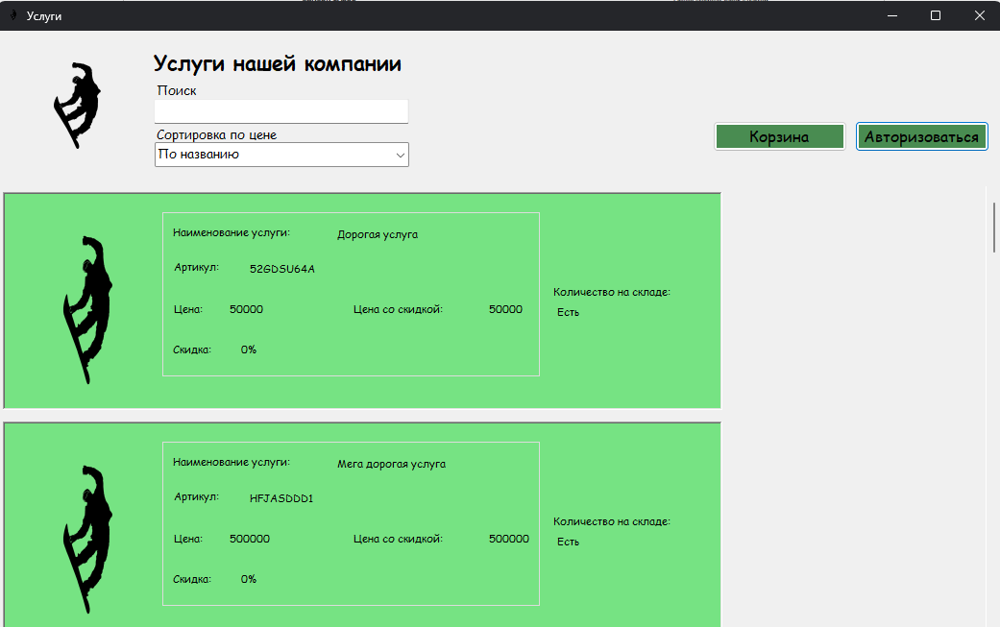 Услуги
Услуги нашей компании
Поиск
Сортировка по цене
По названию
Корзина
Авторизоваться
Наименование услуги: Дорогая услуга
Артикул: 52GDSU64A
Цена: 50000 Цена со скидкой: 50000
Скидка: 0%
Количество на складе:
Есть
Наименование услуги: Мега дорогая услуга
Артикул: HFJASDDD1
Цена: 500000 Цена со скидкой: 500000
Скидка: 0%
Количество на складе:
Есть